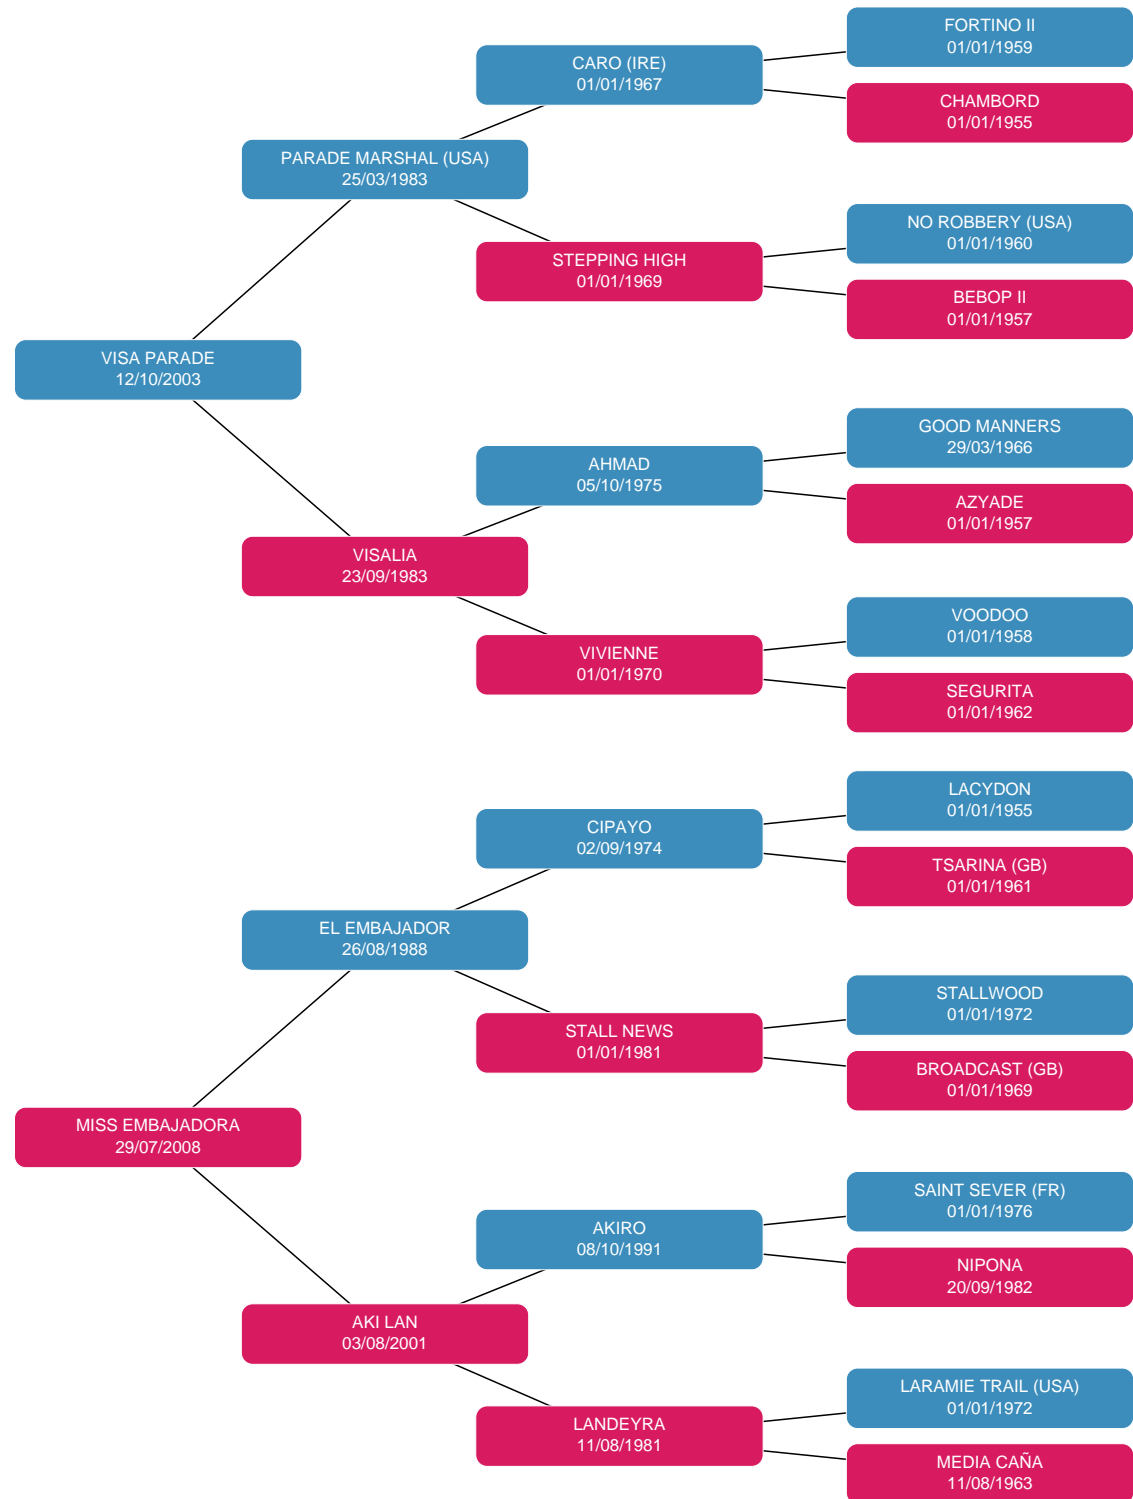 FORTINO II
01/01/1959
CARO (IRE)
01/01/1967
CHAMBORD
01/01/1955
PARADE MARSHAL (USA)
25/03/1983
NO ROBBERY (USA)
01/01/1960
STEPPING HIGH
01/01/1969
BEBOP II
01/01/1957
VISA PARADE
12/10/2003
GOOD MANNERS
29/03/1966
AHMAD
05/10/1975
AZYADE
01/01/1957
VISALIA
23/09/1983
VOODOO
01/01/1958
VIVIENNE
01/01/1970
SEGURITA
01/01/1962
LACYDON
01/01/1955
CIPAYO
02/09/1974
TSARINA (GB)
01/01/1961
EL EMBAJADOR
26/08/1988
STALLWOOD
01/01/1972
STALL NEWS
01/01/1981
BROADCAST (GB)
01/01/1969
MISS EMBAJADORA
29/07/2008
SAINT SEVER (FR)
01/01/1976
AKIRO
08/10/1991
NIPONA
20/09/1982
AKI LAN
03/08/2001
LARAMIE TRAIL (USA)
01/01/1972
LANDEYRA
11/08/1981
MEDIA CAÑA
11/08/1963